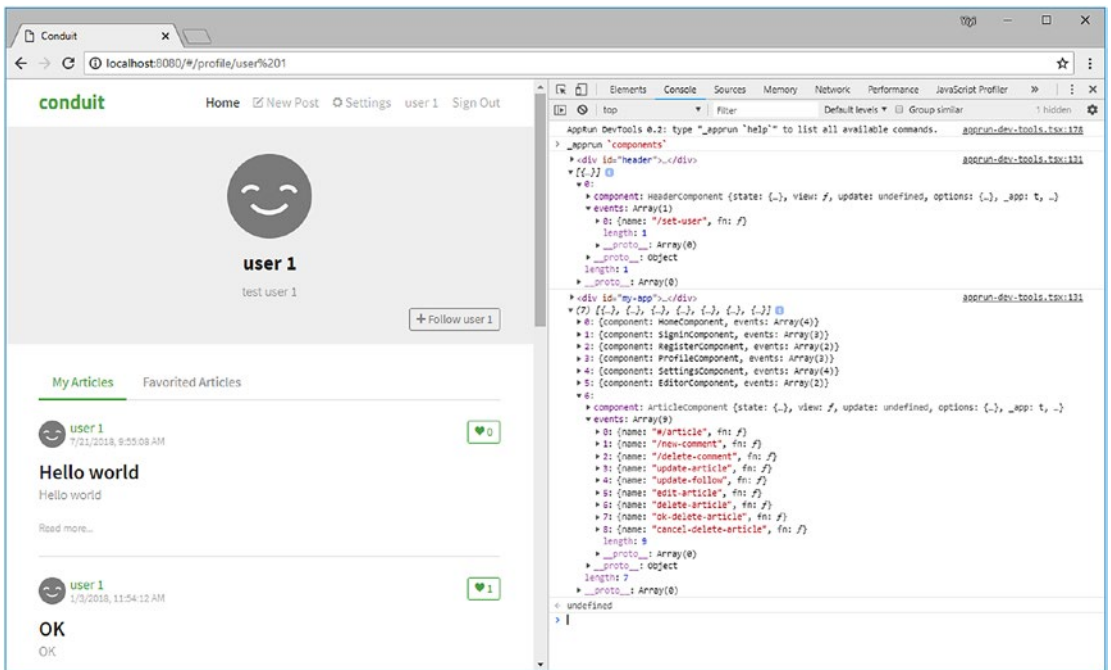 Conduit
localhost:8080/#/profile/user%201
conduit
Home New Post Settings user 1 Sign Out
user 1
test user 1
+ Follow user 1
My Articles Favorited Articles
user 1
7/21/2018, 9:55:08 AM
0
Hello world
Hello world
Read more...
user 1
1/3/2018, 11:54:12 AM
1
OK
OK
Elements Console Sources Memory Network Performance JavaScript Profiler »
top Filter Default levels ▼ Group similar 1 hidden
AppRun DevTools 0.2: type "_apprun `help`" to list all available commands. apprun-dev-tools.tsx:178
> _apprun `components`
▶ <div id="header">…</div> apprun-dev-tools.tsx:131
▼ [{…}]
▼ 0:
▶ component: HeaderComponent {state: {…}, view: ƒ, update: undefined, options: {…}, _app: t, …}
▼ events: Array(1)
▶ 0: {name: "/set-user", fn: ƒ}
length: 1
▶ __proto__: Array(0)
▶ __proto__: Object
length: 1
▶ __proto__: Array(0)
▶ <div id="my-app">…</div> apprun-dev-tools.tsx:131
▼ (7) [{…}, {…}, {…}, {…}, {…}, {…}, {…}]
▶ 0: {component: HomeComponent, events: Array(4)}
▶ 1: {component: SigninComponent, events: Array(3)}
▶ 2: {component: RegisterComponent, events: Array(2)}
▶ 3: {component: ProfileComponent, events: Array(3)}
▶ 4: {component: SettingsComponent, events: Array(4)}
▶ 5: {component: EditorComponent, events: Array(2)}
▼ 6:
▶ component: ArticleComponent {state: {…}, view: ƒ, update: undefined, options: {…}, _app: t, …}
▼ events: Array(9)
▶ 0: {name: "#/article", fn: ƒ}
▶ 1: {name: "/new-comment", fn: ƒ}
▶ 2: {name: "/delete-comment", fn: ƒ}
▶ 3: {name: "update-article", fn: ƒ}
▶ 4: {name: "update-follow", fn: ƒ}
▶ 5: {name: "edit-article", fn: ƒ}
▶ 6: {name: "delete-article", fn: ƒ}
▶ 7: {name: "ok-delete-article", fn: ƒ}
▶ 8: {name: "cancel-delete-article", fn: ƒ}
length: 9
▶ __proto__: Array(0)
▶ __proto__: Object
length: 7
▶ __proto__: Array(0)
< undefined
>